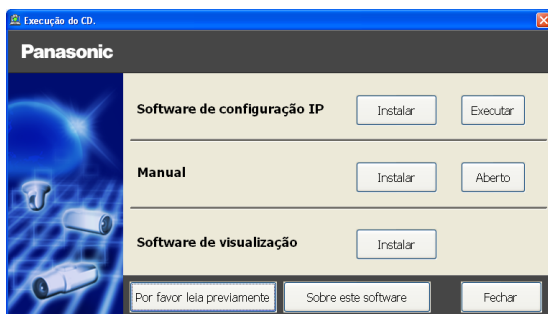 Execução do CD.
Panasonic
Software de configuração IP Instalar Executar
Manual Instalar Aberto
Software de visualização Instalar
Por favor leia previamente Sobre este software Fechar